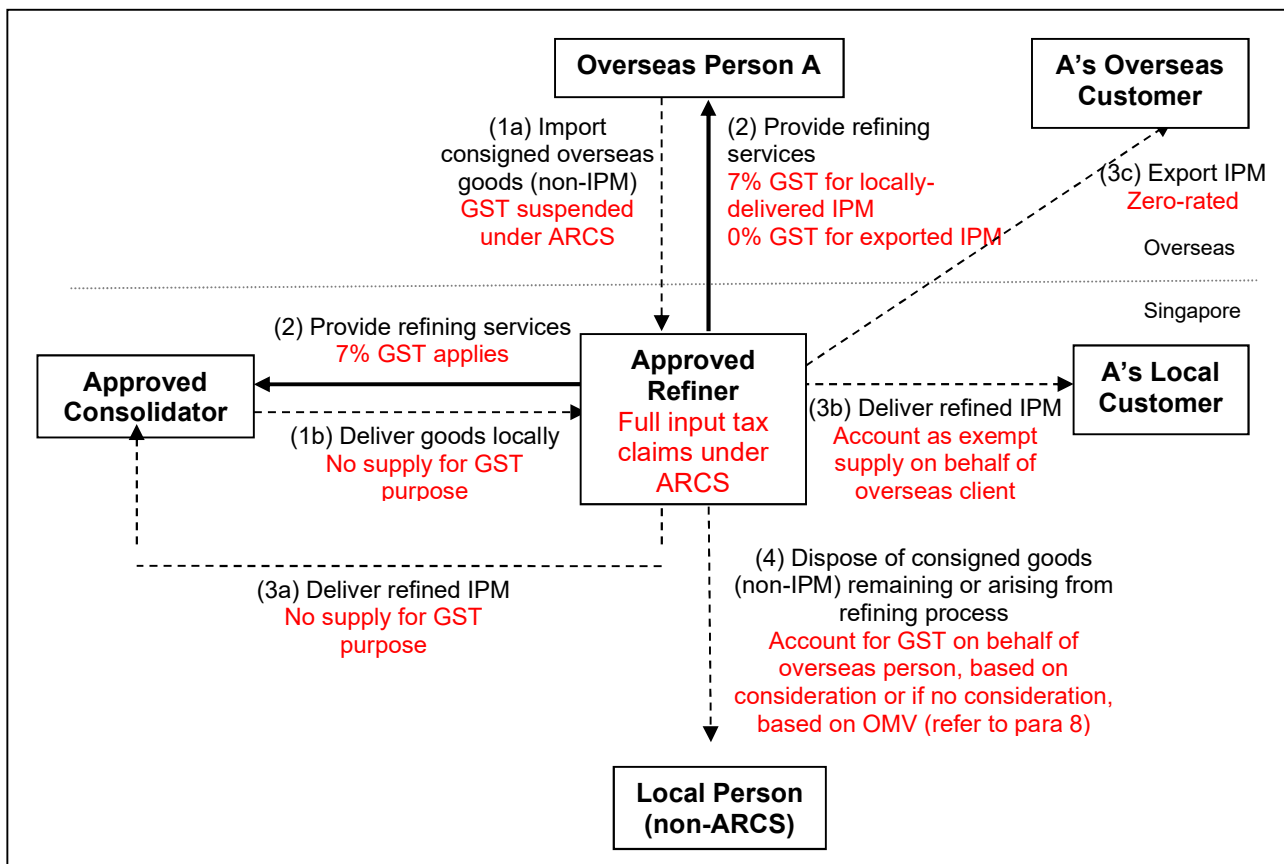 Overseas Person A
A's Overseas
Customer
(1a) Import
consigned overseas
goods (non-IPM)
GST suspended
under ARCS
(2) Provide refining
services
7% GST for locally-
delivered IPM
0% GST for exported IPM
(3c) Export IPM
Zero-rated
Overseas
Singapore
(2) Provide refining services
7% GST applies
Approved
Consolidator
(1b) Deliver goods locally
No supply for GST
purpose
Approved
Refiner
Full input tax
claims under
ARCS
A's Local
Customer
(3b) Deliver refined IPM
Account as exempt
supply on behalf of
overseas client
(3a) Deliver refined IPM
No supply for GST
purpose
(4) Dispose of consigned goods
(non-IPM) remaining or arising from
refining process
Account for GST on behalf of
overseas person, based on
consideration or if no consideration,
based on OMV (refer to para 8)
Local Person
(non-ARCS)